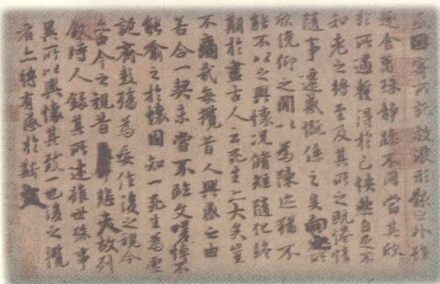 因寄所託放浪形骸之外雖
趣舍萬殊靜躁不同當其欣
於所遇暫得於己快然自足不
知老之將至及其所之既惓情
隨事遷感慨係之矣向之所
欣俛仰之閒以為陳迹猶不
能不以之興懷況脩短隨化終
期於盡古人云死生亦大矣豈
不痛哉每攬昔人興感之由
若合一契未嘗不臨文嗟悼不
能喻之於懷固知一死生為虛
誕齊彭殤為妄作後之視今
亦由今之視昔悲夫故列
敘時人錄其所述雖世殊事
異所以興懷其致一也後之攬
者亦將有感於斯文